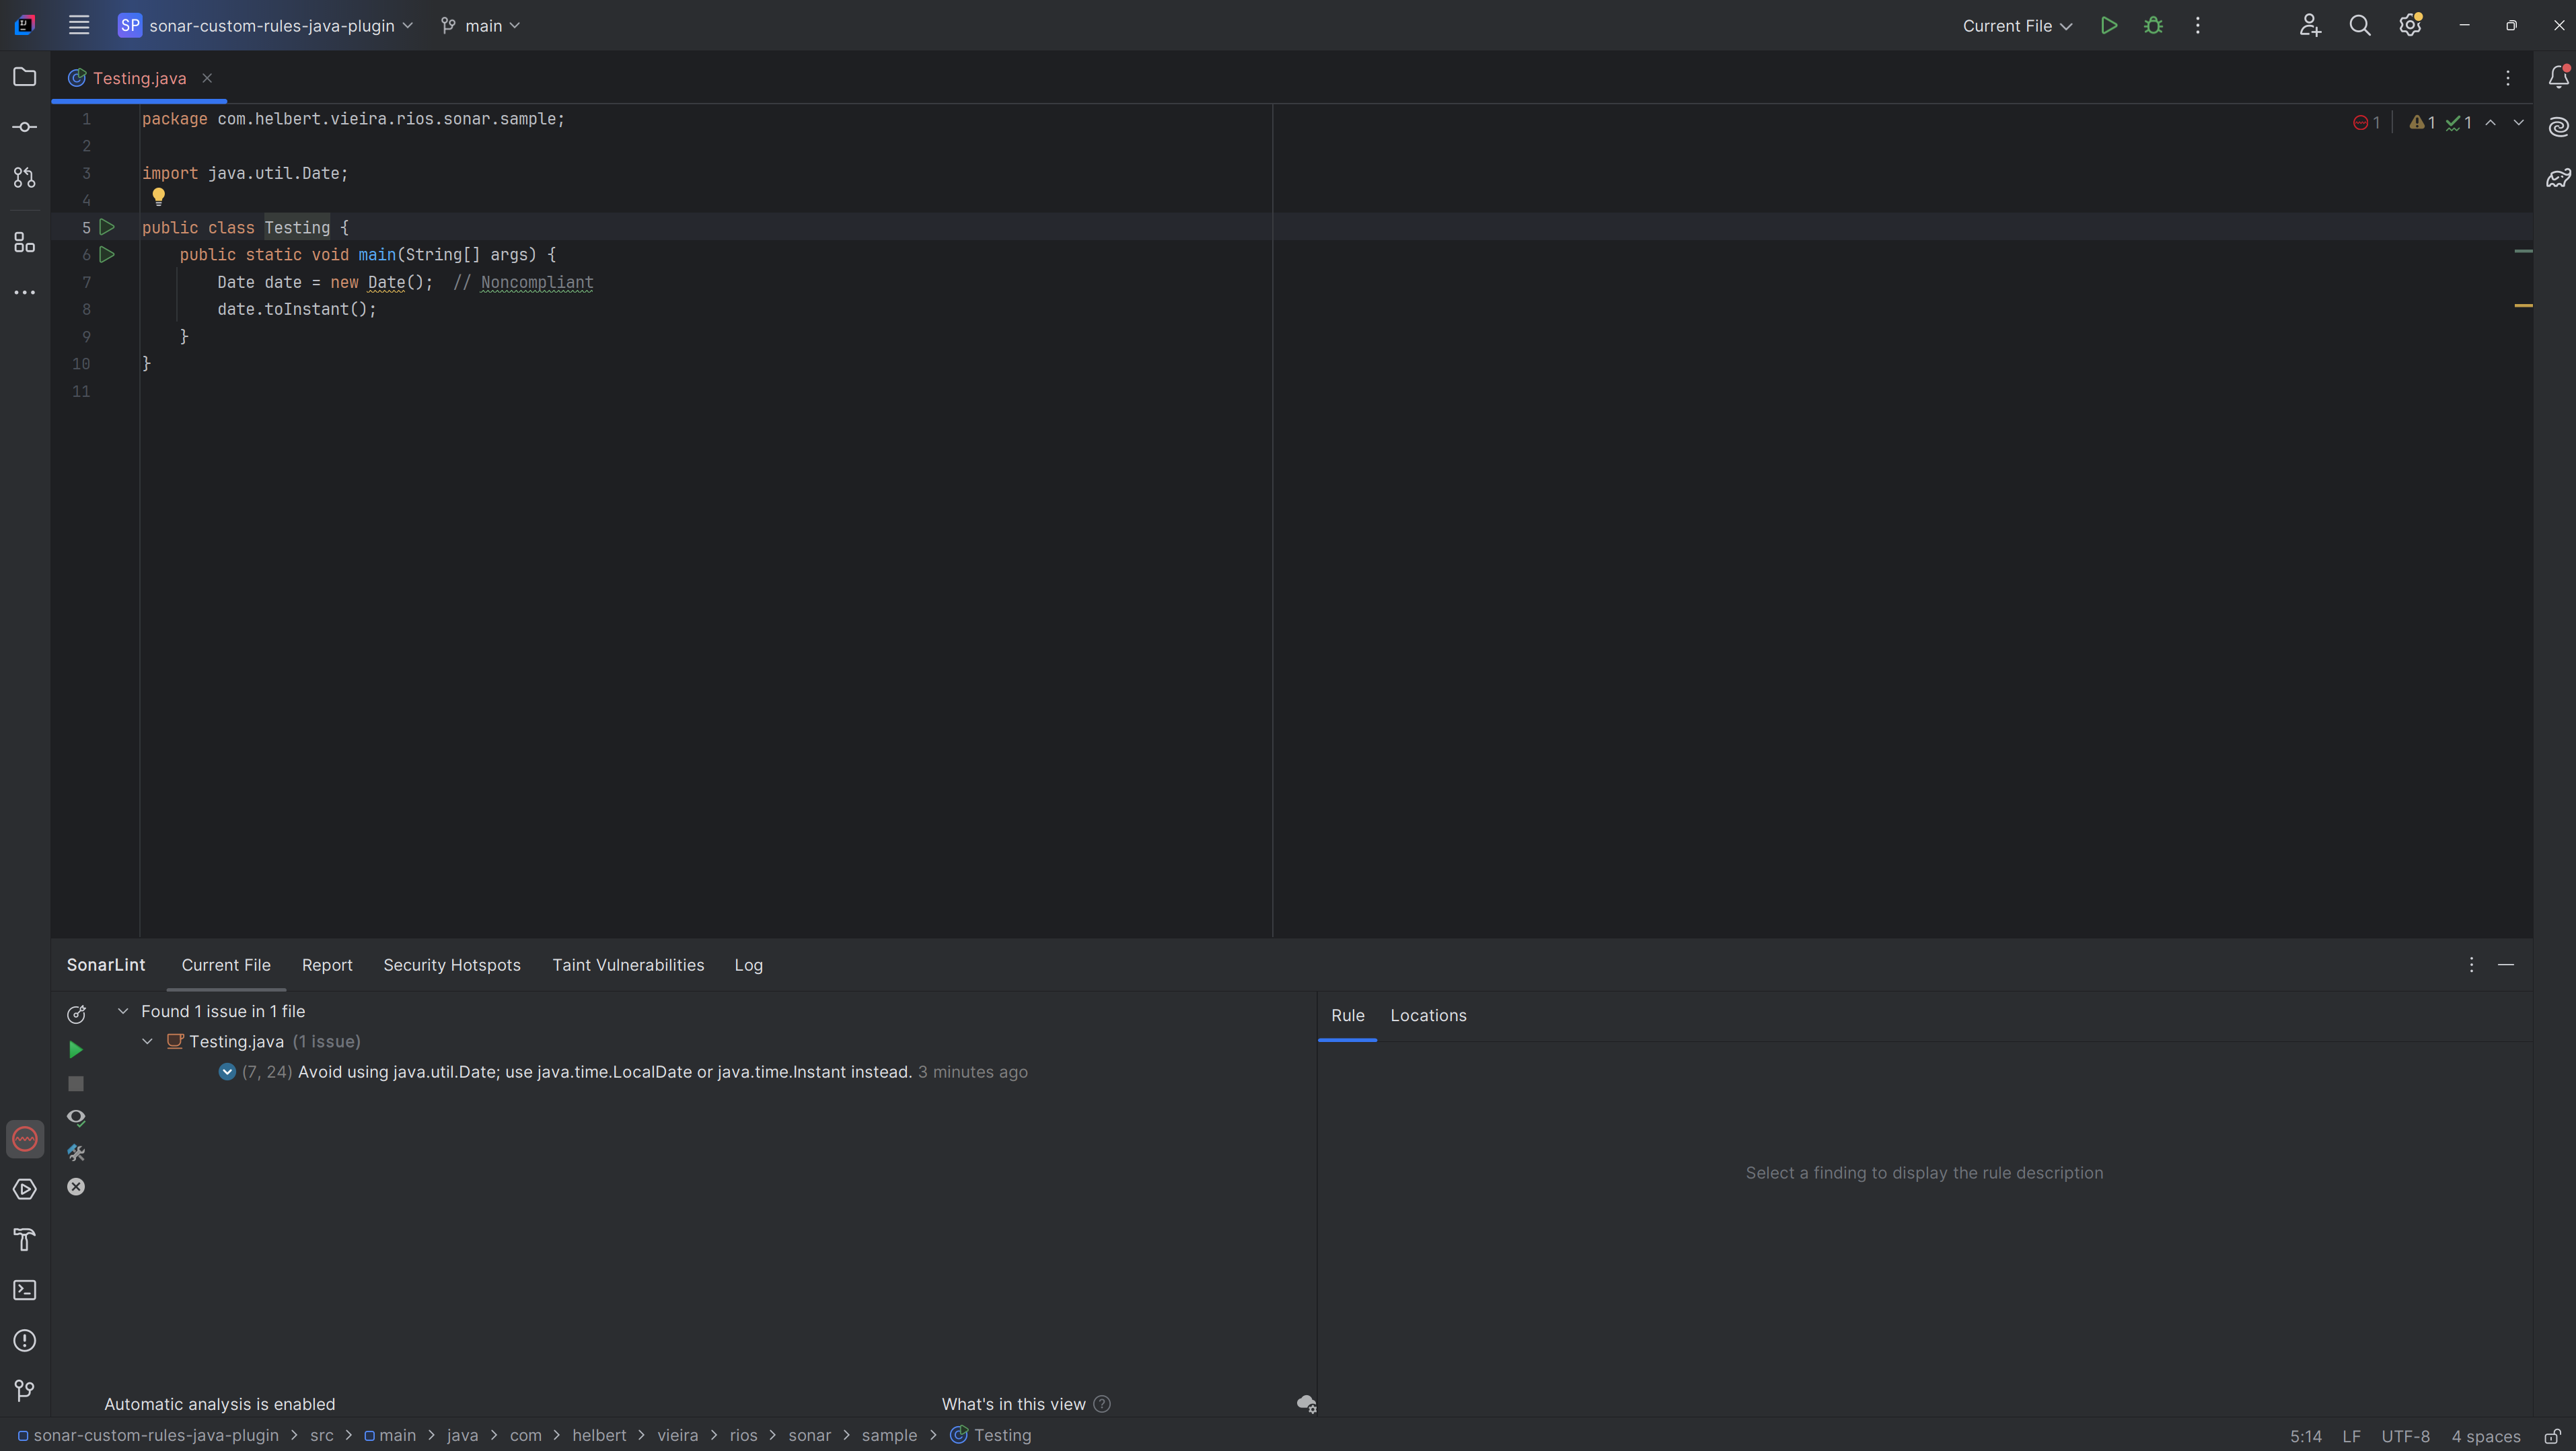 SP sonar-custom-rules-java-plugin main Current File
Testing.java
1 package com.helbert.vieira.rios.sonar.sample; 1 1 1
2
3 import java.util.Date;
4
5 public class Testing {
6 public static void main(String[] args) {
7 Date date = new Date(); // Noncompliant
8 date.toInstant();
9 }
10 }
11
SonarLint Current File Report Security Hotspots Taint Vulnerabilities Log
Found 1 issue in 1 file
Testing.java (1 issue)
(7, 24) Avoid using java.util.Date; use java.time.LocalDate or java.time.Instant instead. 3 minutes ago
Rule Locations
Select a finding to display the rule description
Automatic analysis is enabled What's in this view ?
sonar-custom-rules-java-plugin > src > main > java > com > helbert > vieira > rios > sonar > sample > Testing 5:14 LF UTF-8 4 spaces